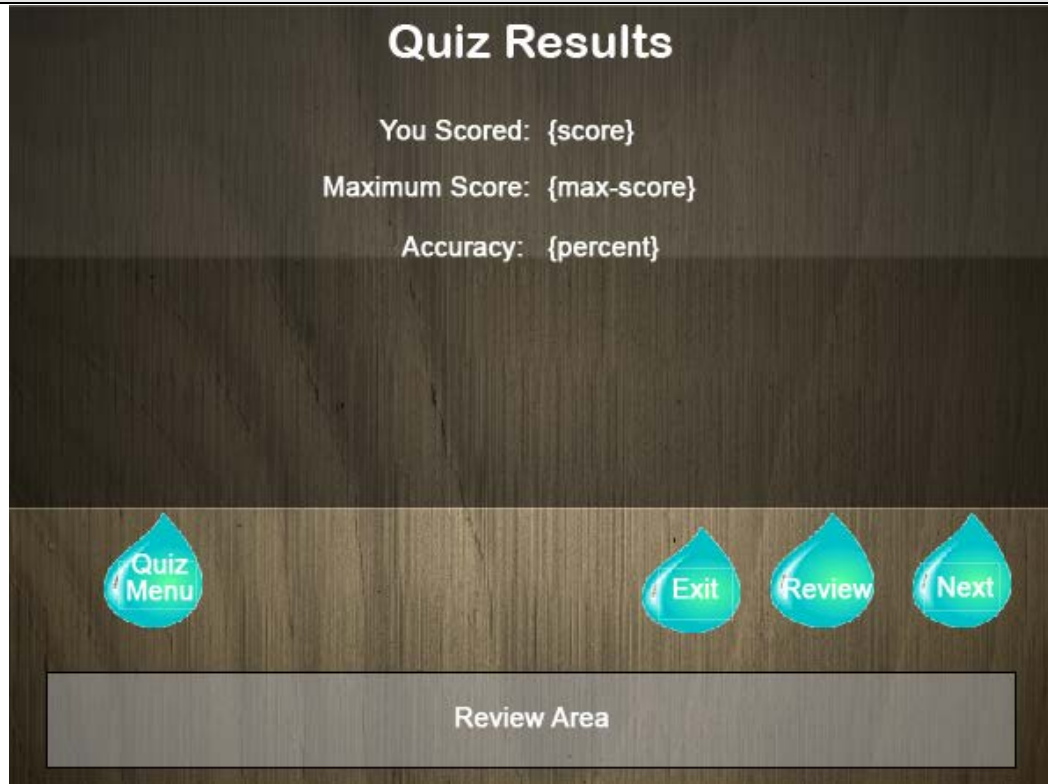 Quiz Results
You Scored: {score}
Maximum Score: {max-score}
Accuracy: {percent}
Quiz
Menu
Exit
Review
Next
Review Area